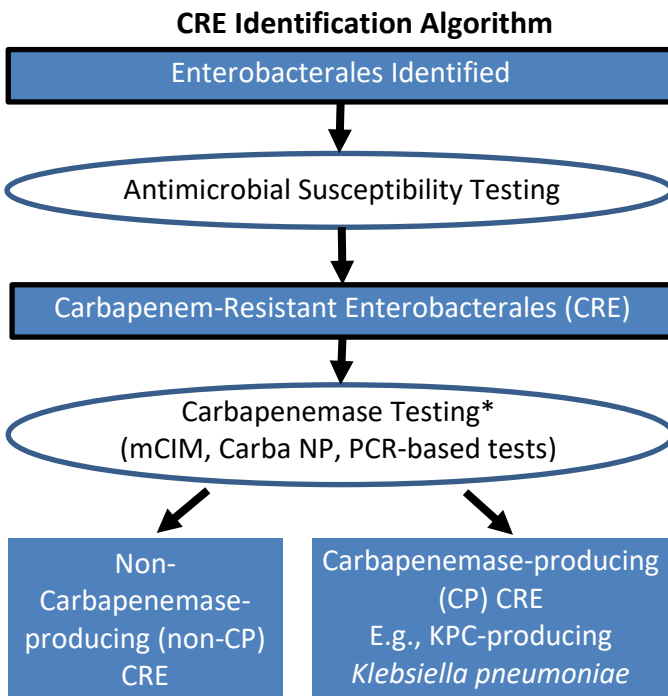 CRE Identification Algorithm
Enterobacterales Identified
Antimicrobial Susceptibility Testing
Carbapenem-Resistant Enterobacterales (CRE)
Carbapenemase Testing*
(mCIM, Carba NP, PCR-based tests)
Non-
Carbapenemase-
producing (non-CP)
CRE
Carbapenemase-producing
(CP) CRE
E.g., KPC-producing
Klebsiella pneumoniae